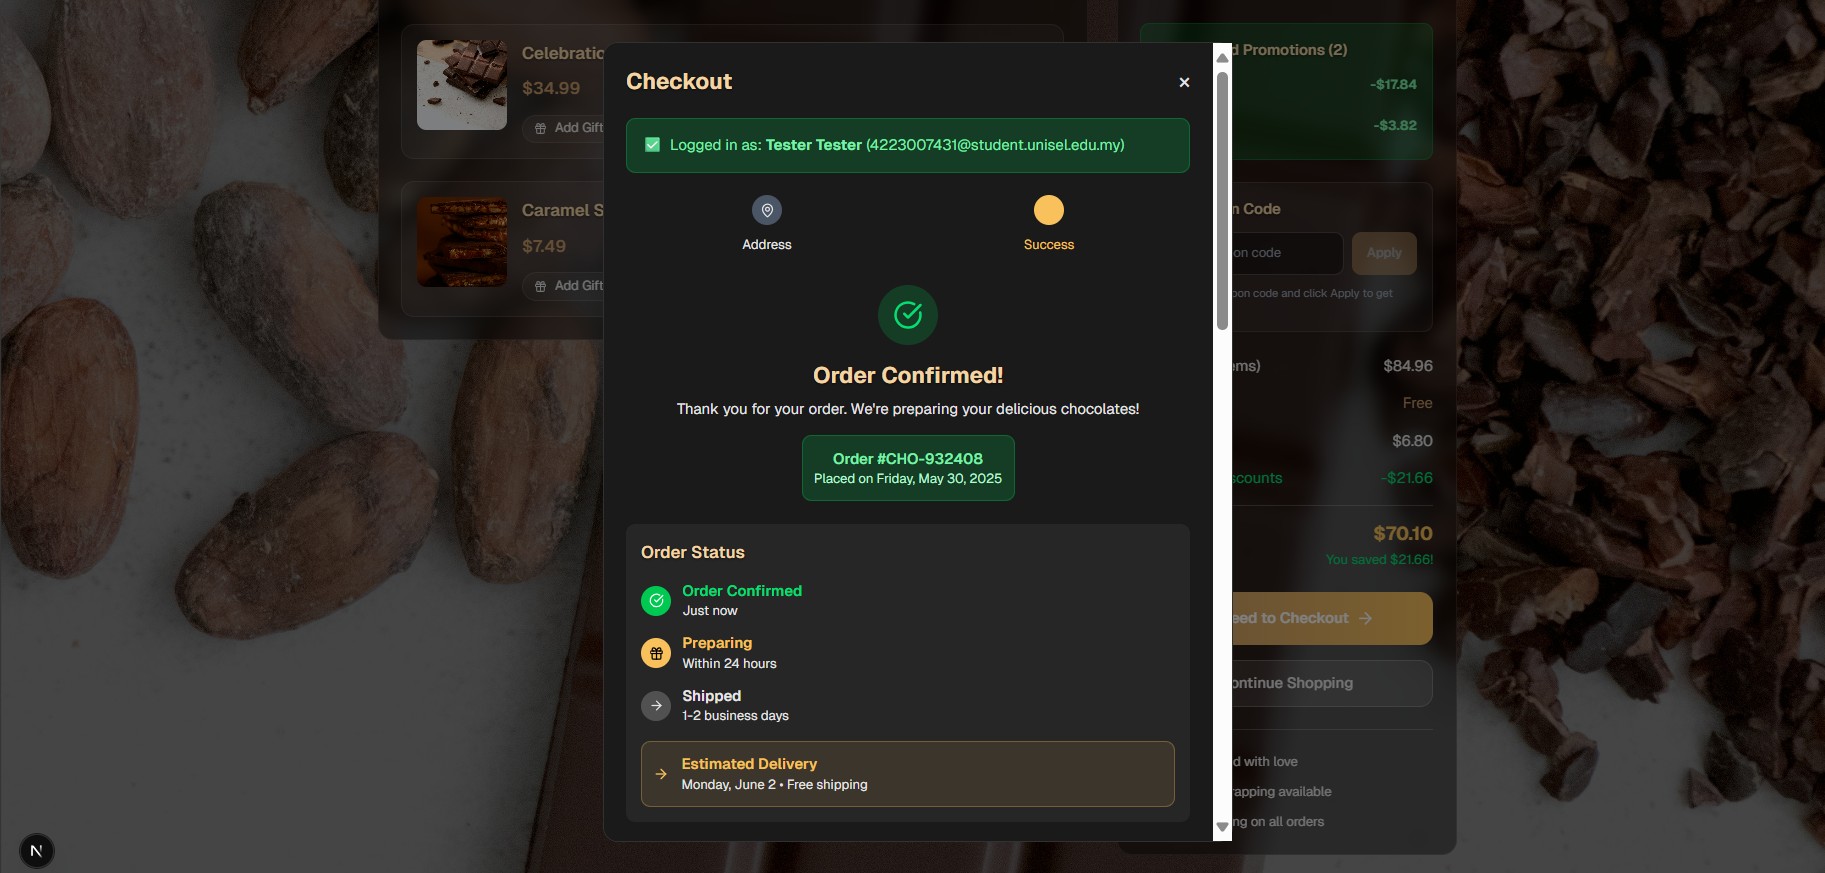 Celebratio
$34.99
Add Gift
Caramel S
$7.49
Add Gift
Checkout
×
Logged in as: Tester Tester (4223007431@student.unisel.edu.my)
Address
Success
Order Confirmed!
Thank you for your order. We're preparing your delicious chocolates!
Order #CHO-932408
Placed on Friday, May 30, 2025
Order Status
Order Confirmed
Just now
Preparing
Within 24 hours
Shipped
1-2 business days
Estimated Delivery
Monday, June 2 • Free shipping
d Promotions (2)
-$17.84
-$3.82
n Code
on code
Apply
pon code and click Apply to get
ems)
$84.96
Free
$6.80
scounts
-$21.66
$70.10
You saved $21.66!
eed to Checkout
ontinue Shopping
d with love
rapping available
ng on all orders
N